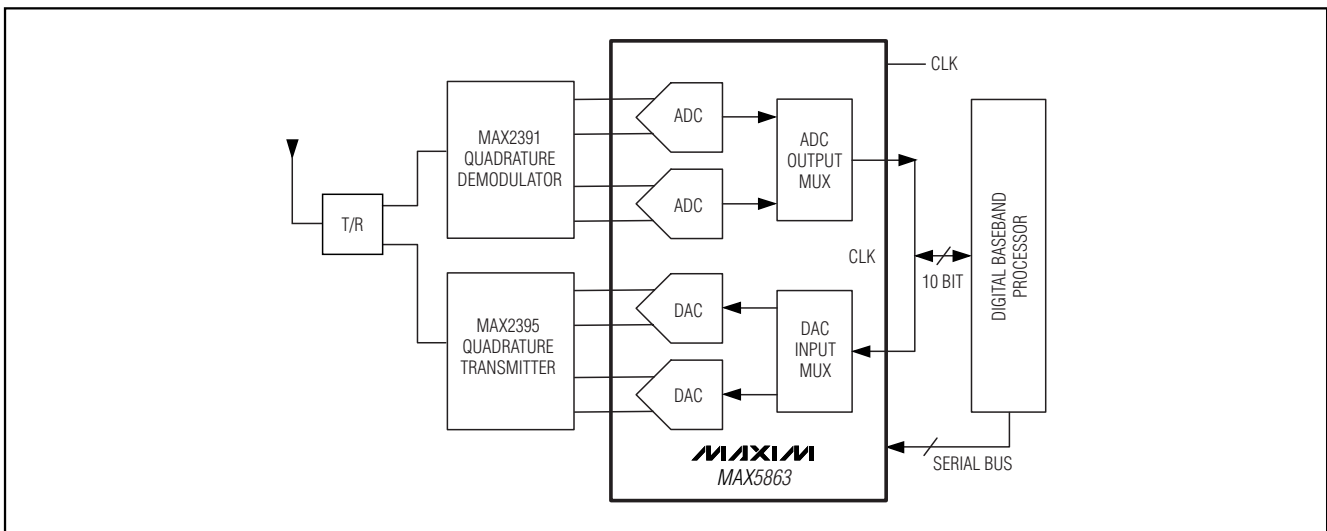 CLK
MAX2391
QUADRATURE
DEMODULATOR
ADC
ADC
OUTPUT
MUX
ADC
T/R
CLK
10 BIT
DIGITAL BASEBAND
PROCESSOR
MAX2395
QUADRATURE
TRANSMITTER
DAC
DAC
INPUT
MUX
DAC
MAXIM
MAX5863
SERIAL BUS